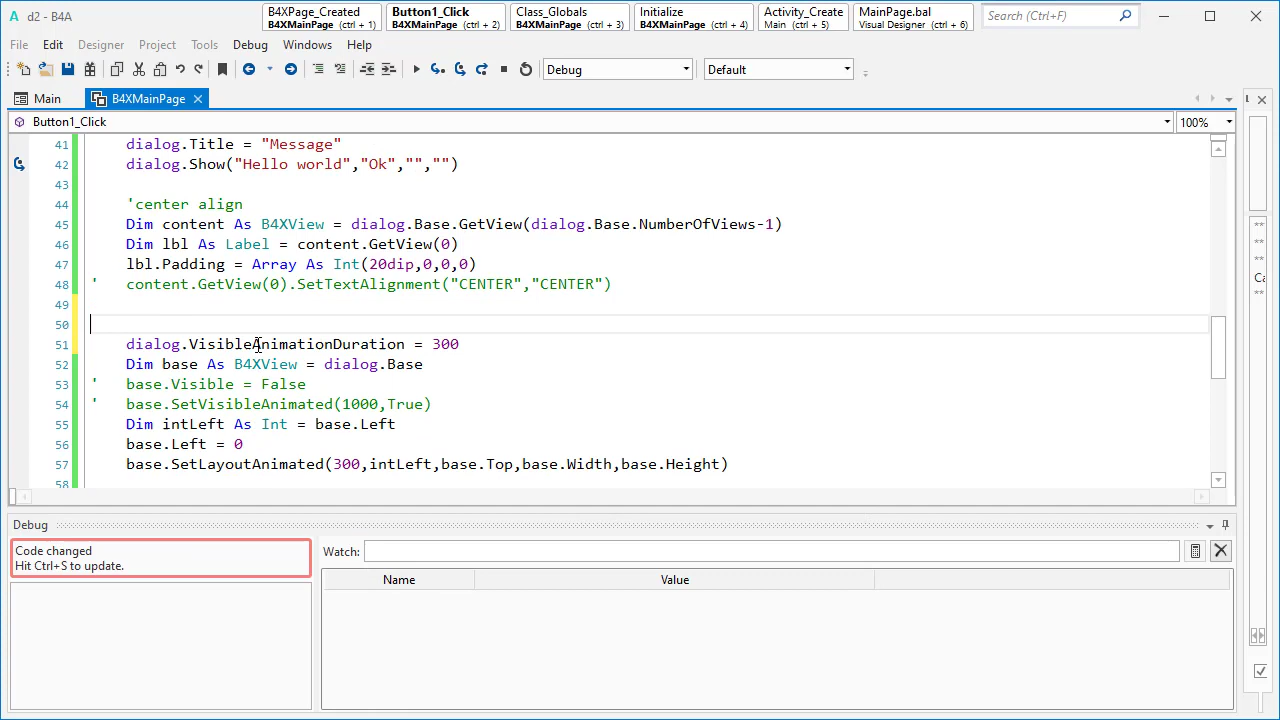 d2 - B4A
B4XPage_Created
B4XMainPage (ctrl + 1)
Button1_Click
B4XMainPage (ctrl + 2)
Class_Globals
B4XMainPage (ctrl + 3)
Initialize
B4XMainPage (ctrl + 4)
Activity_Create
Main (ctrl + 5)
MainPage.bal
Visual Designer (ctrl + 6)
Search (Ctrl+F)
File Edit Designer Project Tools Debug Windows Help
Debug Default
Main B4XMainPage
Button1_Click 100%
41 dialog.Title = "Message"
42 dialog.Show("Hello world","Ok","","")
43
44 'center align
45 Dim content As B4XView = dialog.Base.GetView(dialog.Base.NumberOfViews-1)
46 Dim lbl As Label = content.GetView(0)
47 lbl.Padding = Array As Int(20dip,0,0,0)
48 ' content.GetView(0).SetTextAlignment("CENTER","CENTER")
49
50
51 dialog.VisibleAnimationDuration = 300
52 Dim base As B4XView = dialog.Base
53 ' base.Visible = False
54 ' base.SetVisibleAnimated(1000,True)
55 Dim intLeft As Int = base.Left
56 base.Left = 0
57 base.SetLayoutAnimated(300,intLeft,base.Top,base.Width,base.Height)
58
Debug
Code changed
Hit Ctrl+S to update.
Watch:
Name Value
**
**
**
Ca
**